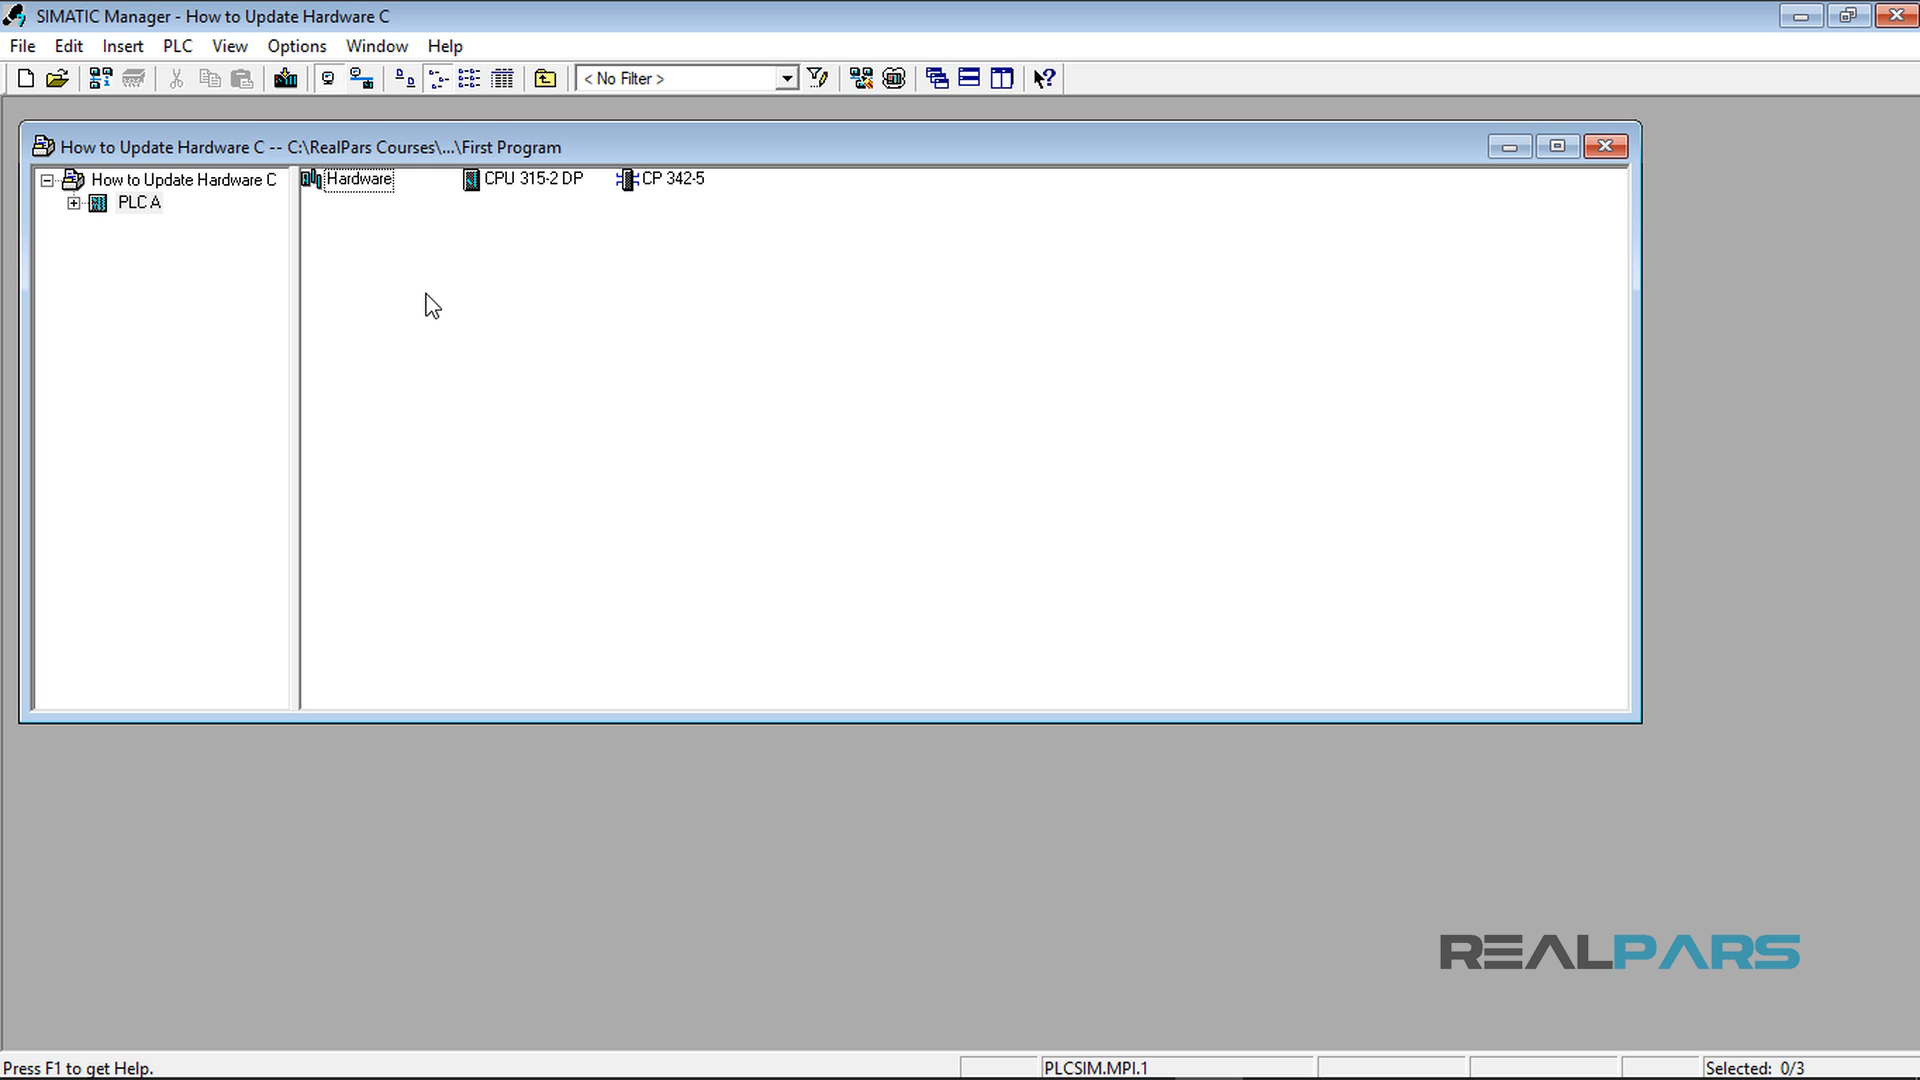 SIMATIC Manager - How to Update Hardware C
File Edit Insert PLC View Options Window Help
< No Filter >
How to Update Hardware C -- C:\RealPars Courses\...\First Program
How to Update Hardware C
PLC A
Hardware CPU 315-2 DP CP 342-5
REALPARS
Press F1 to get Help. PLCSIM.MPI.1 Selected: 0/3